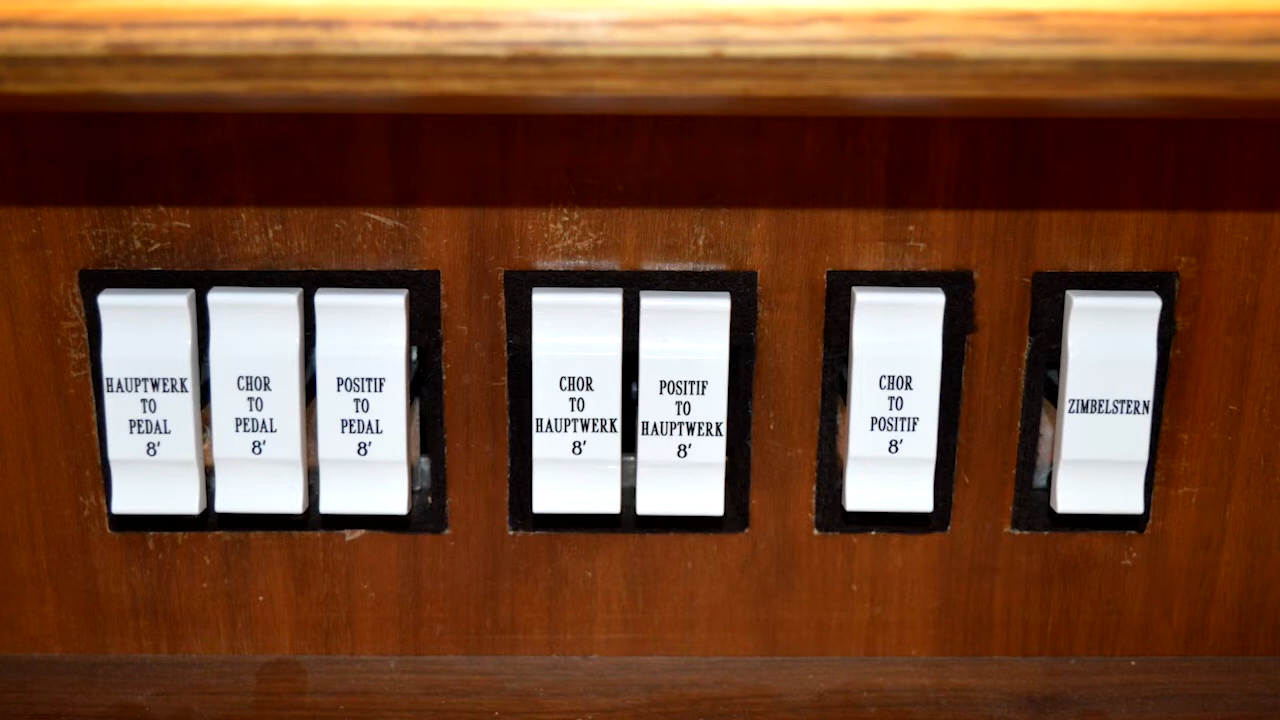 HAUPTWERK
TO
PEDAL
8'
CHOR
TO
PEDAL
8'
POSITIF
TO
PEDAL
8'
CHOR
TO
HAUPTWERK
8'
POSITIF
TO
HAUPTWERK
8'
CHOR
TO
POSITIF
8'
ZIMBELSTERN